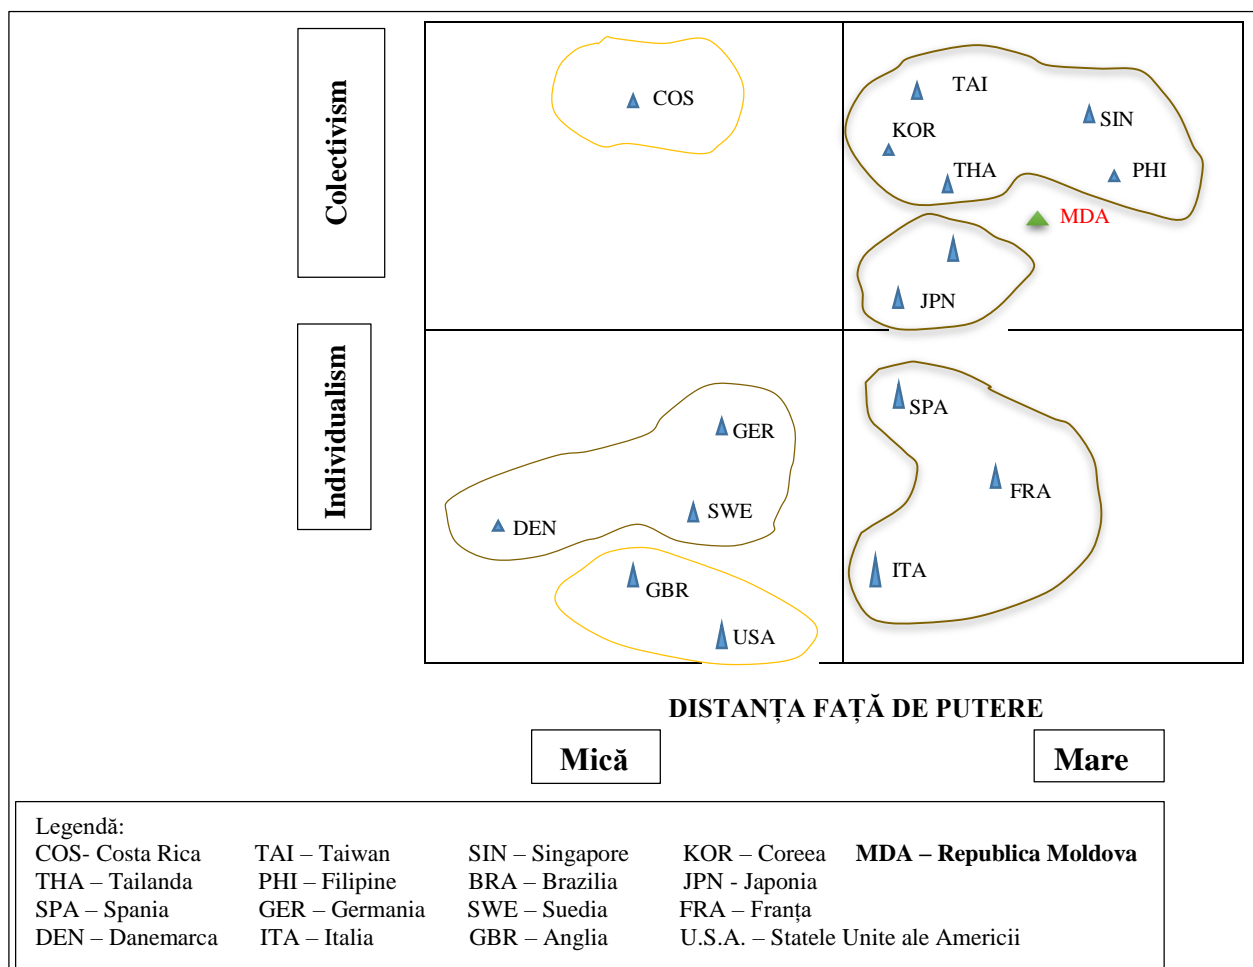 Colectivism
Individualism
COS
TAI
SIN
KOR
THA
PHI
MDA
JPN
SPA
GER
FRA
SWE
DEN
ITA
GBR
USA
DISTANȚA FAȚĂ DE PUTERE
Mică
Mare
Legendă:
COS- Costa Rica TAI – Taiwan SIN – Singapore KOR – Coreea MDA – Republica Moldova
THA – Tailanda PHI – Filipine BRA – Brazilia JPN - Japonia
SPA – Spania GER – Germania SWE – Suedia FRA – Franța
DEN – Danemarca ITA – Italia GBR – Anglia U.S.A. – Statele Unite ale Americii